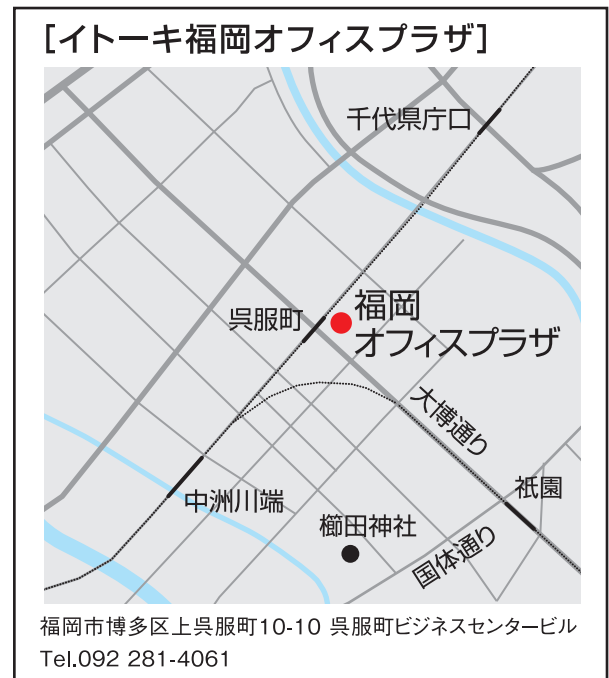 [イトーキ福岡オフィスプラザ]
千代県庁口
呉服町
福岡
オフィスプラザ
大博通り
中洲川端
祇園
櫛田神社
国体通り
福岡市博多区上呉服町10-10 呉服町ビジネスセンタービル
Tel.092 281-4061